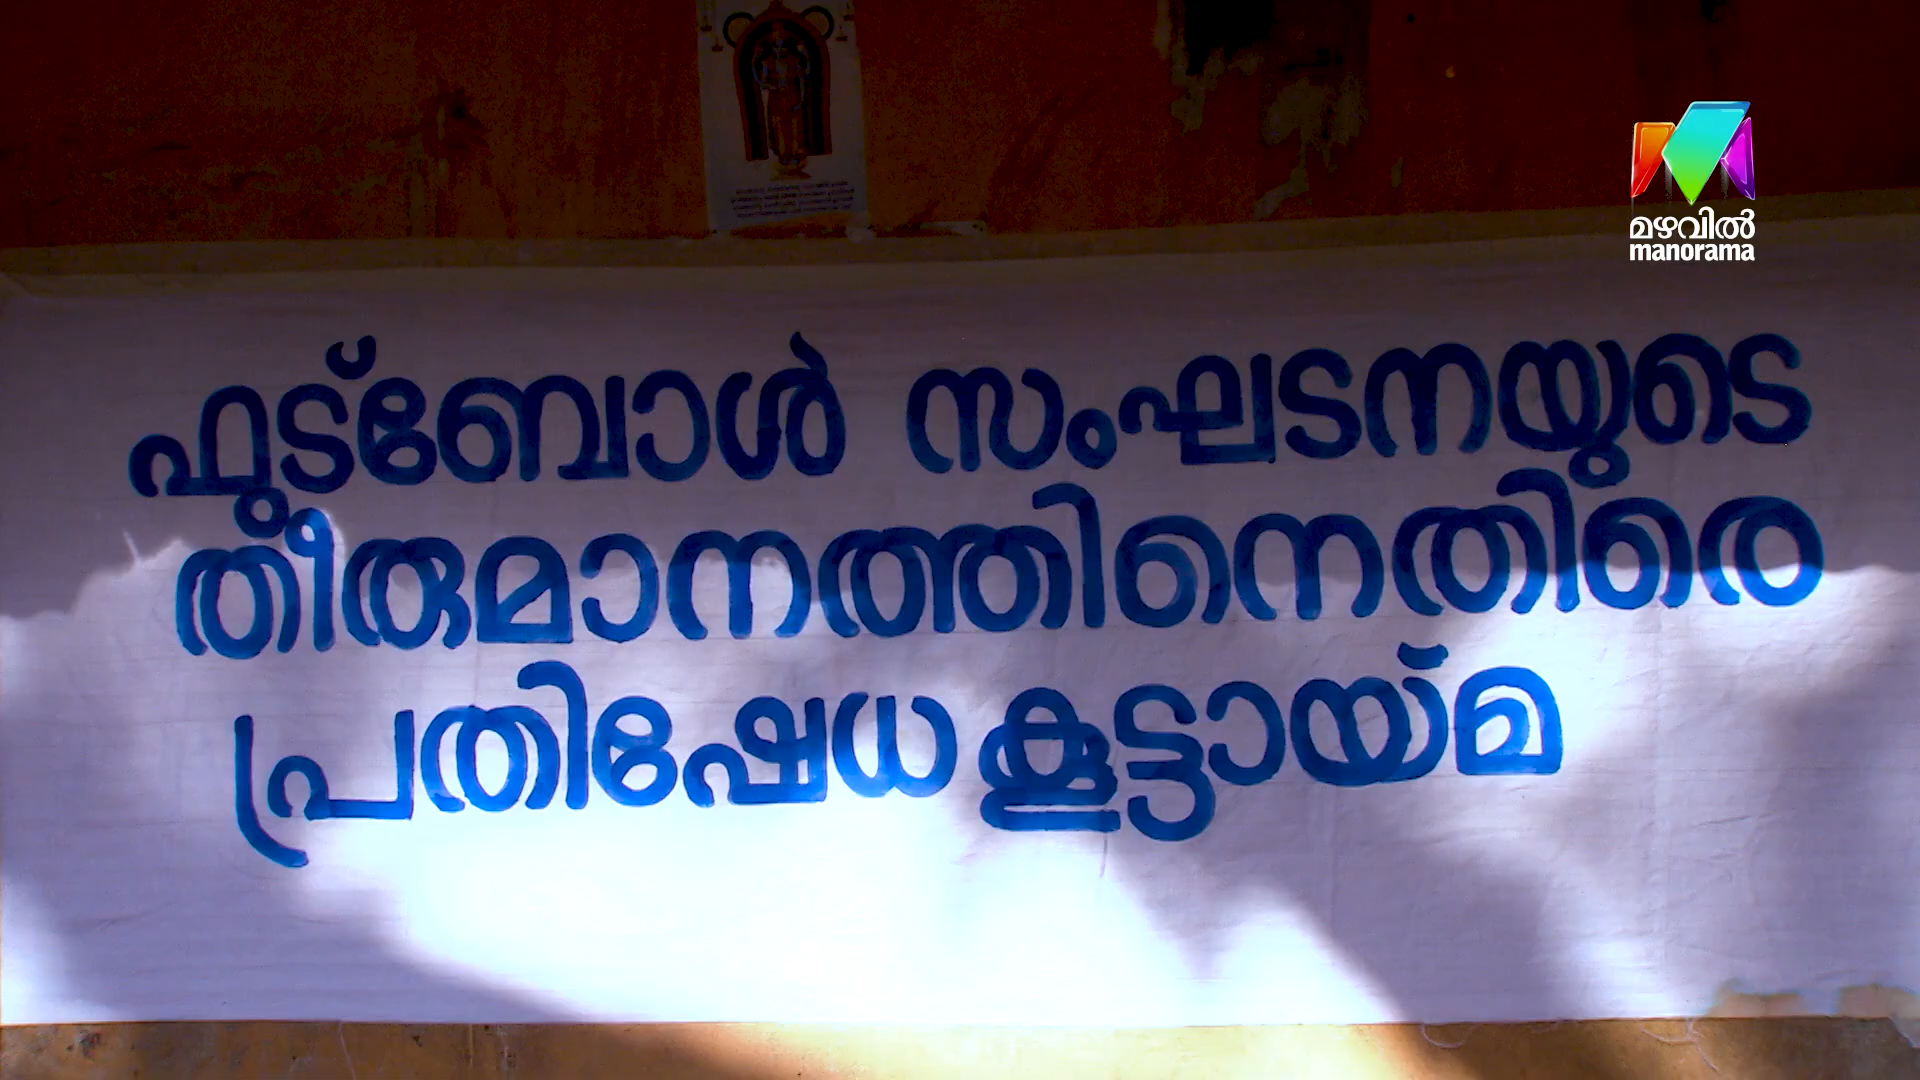 മഴവിൽ
manorama
ഫുട്ബോൾ സംഘടനയുടെ
തീരുമാനത്തിനെതിരെ
പ്രതിഷേധ കൂട്ടായ്മ